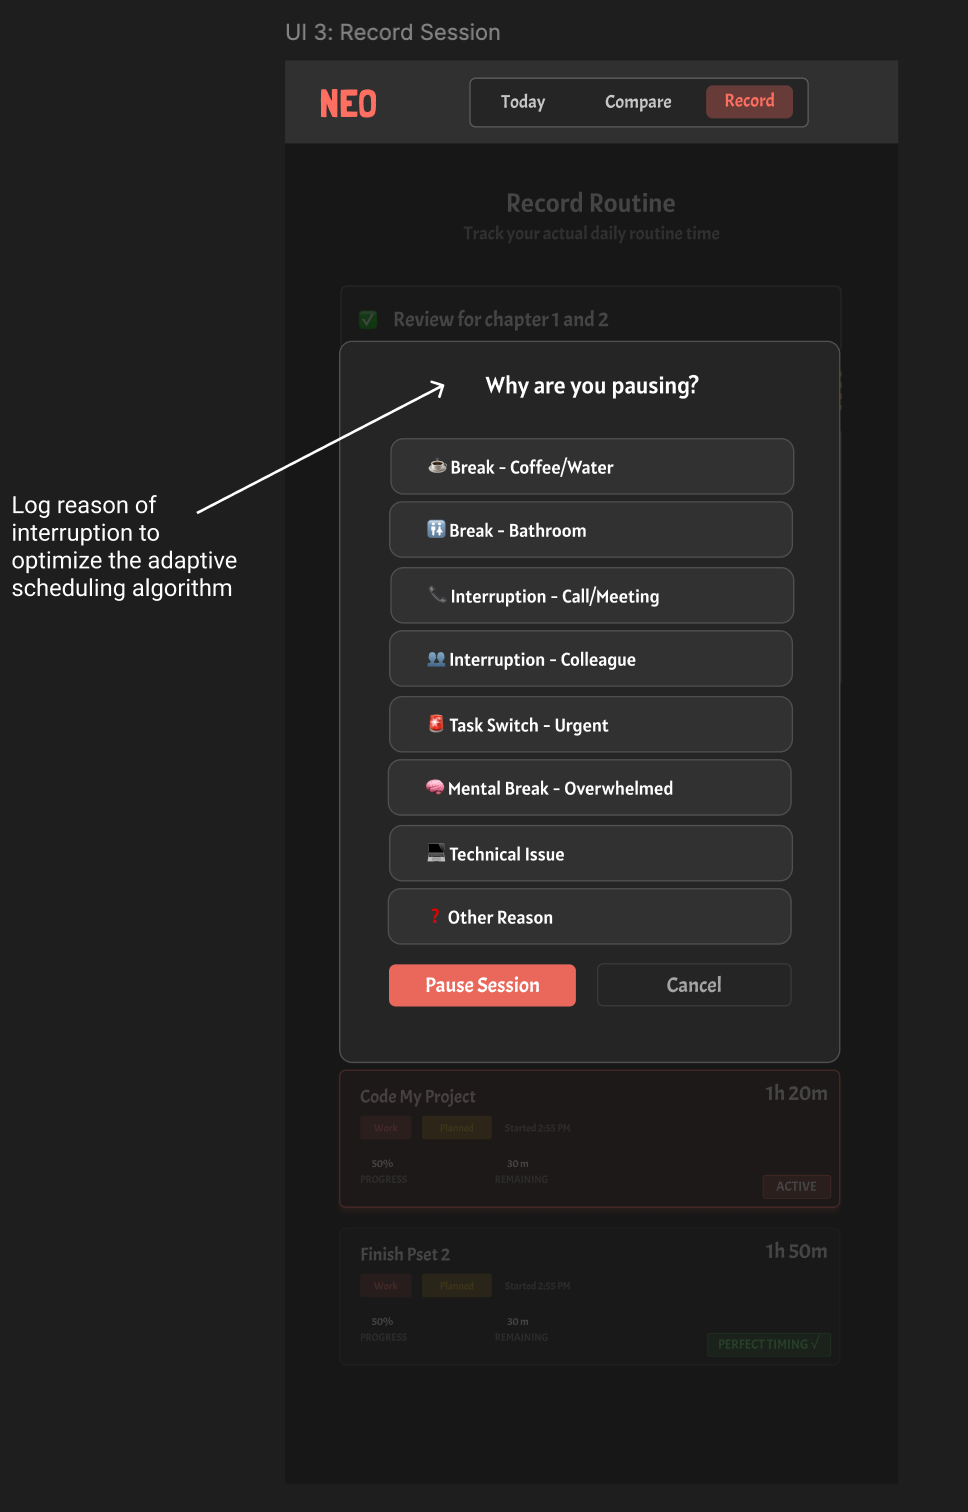 UI 3: Record Session
NEO
Today
Compare
Record
Record Routine
Track your actual daily routine time
Review for chapter 1 and 2
Why are you pausing?
Log reason of
interruption to
optimize the adaptive
scheduling algorithm
Break - Coffee/Water
Break - Bathroom
Interruption - Call/Meeting
Interruption - Colleague
Task Switch - Urgent
Mental Break - Overwhelmed
Technical Issue
Other Reason
Pause Session
Cancel
Code My Project
1h 20m
Work
Planned
Started 2:55 PM
50%
30 m
PROGRESS
REMAINING
ACTIVE
Finish Pset 2
1h 50m
Work
Planned
Started 2:55 PM
50%
30 m
PROGRESS
REMAINING
PERFECT TIMING ✓